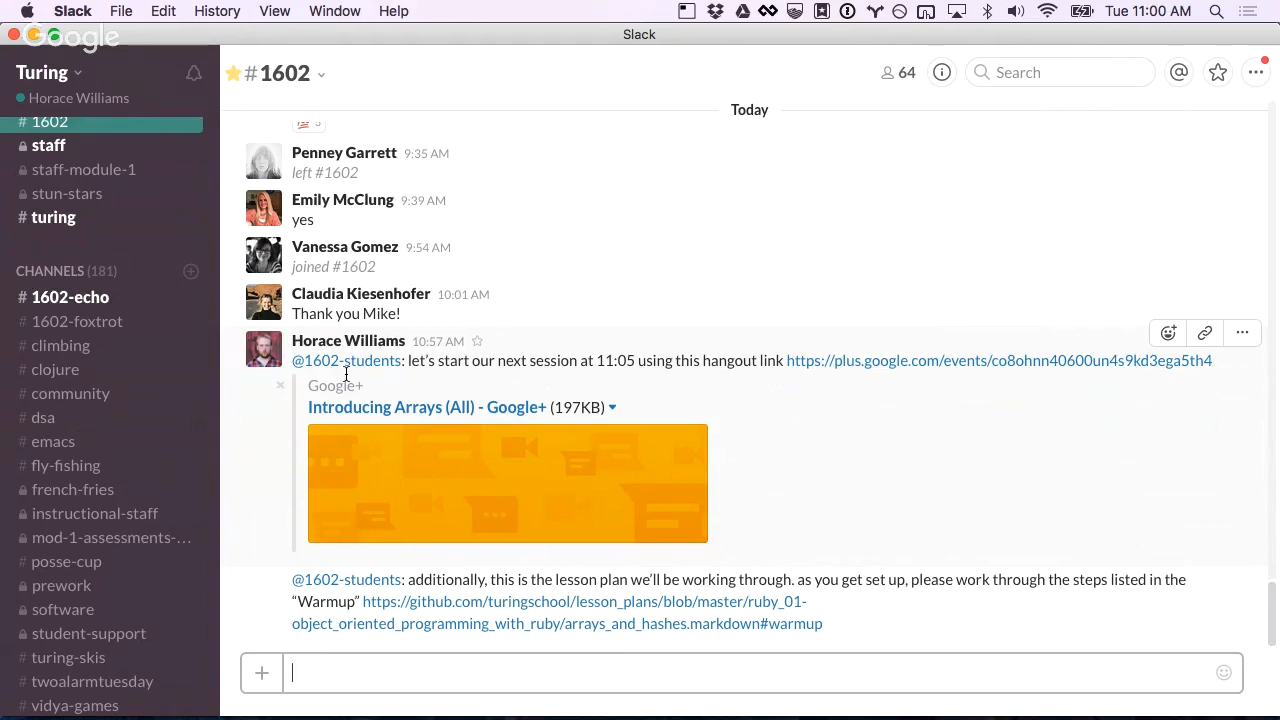 Slack File Edit History View Window Help Tue 11:00 AM
Google
Slack
Turing
Horace Williams
# 1602
staff
staff-module-1
stun-stars
# turing
CHANNELS (181)
# 1602-echo
# 1602-foxtrot
# climbing
# clojure
# community
# dsa
# emacs
# fly-fishing
french-fries
# instructional-staff
mod-1-assessments-…
# posse-cup
prework
# software
# student-support
# turing-skis
# twoalarmtuesday
# vidya-games
#1602
64
Search
Today
5
Penney Garrett 9:35 AM
left #1602
Emily McClung 9:39 AM
yes
Vanessa Gomez 9:54 AM
joined #1602
Claudia Kiesenhofer 10:01 AM
Thank you Mike!
Horace Williams 10:57 AM
@1602-students: let’s start our next session at 11:05 using this hangout link https://plus.google.com/events/co8ohnn40600un4s9kd3ega5th4
Google+
Introducing Arrays (All) - Google+ (197KB)
@1602-students: additionally, this is the lesson plan we’ll be working through. as you get set up, please work through the steps listed in the
“Warmup” https://github.com/turingschool/lesson_plans/blob/master/ruby_01-
object_oriented_programming_with_ruby/arrays_and_hashes.markdown#warmup